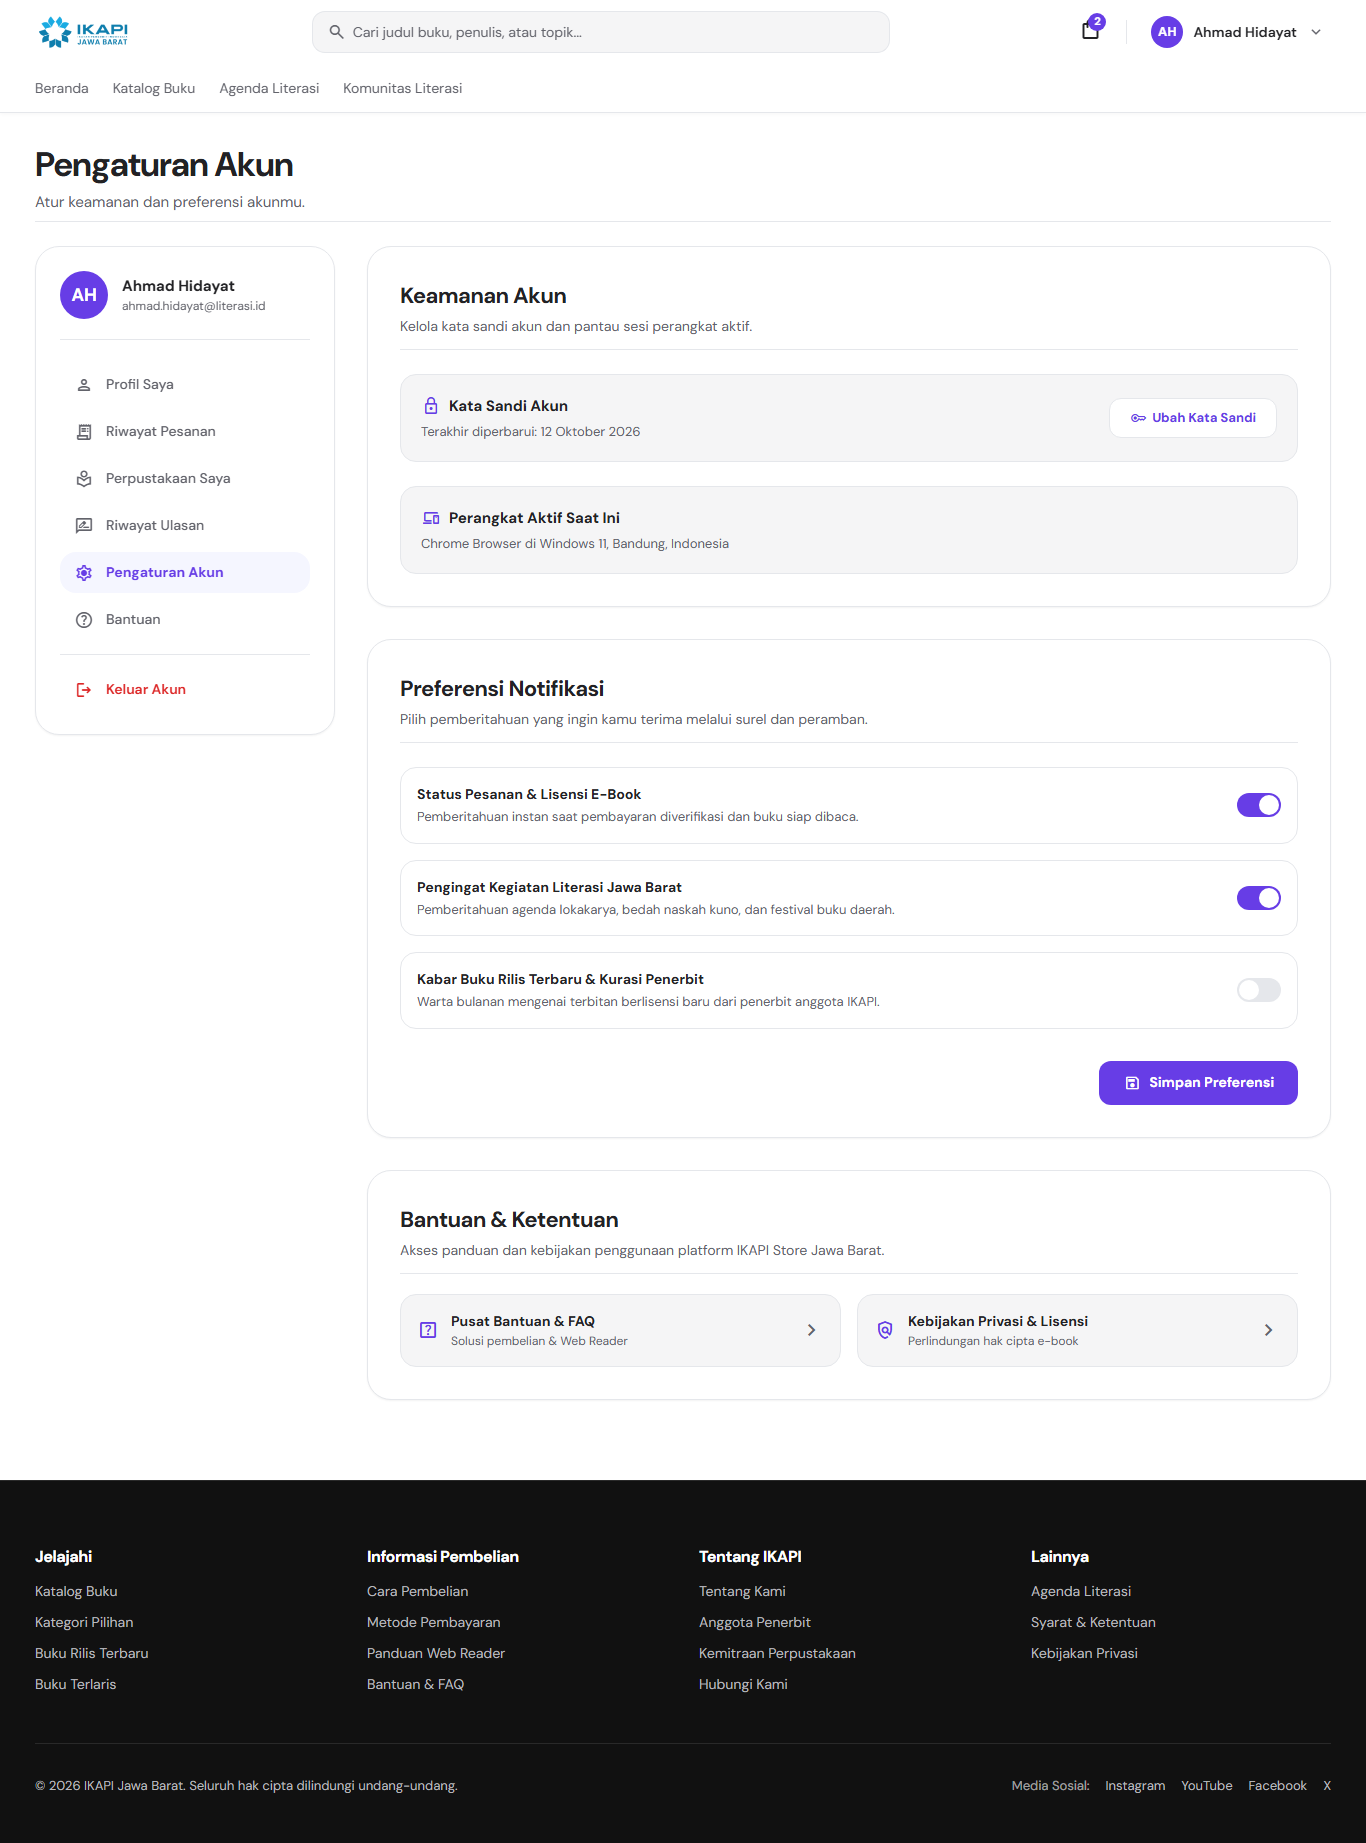 IKAPI
JAWA BARAT
Cari judul buku, penulis, atau topik...
2
AH
Ahmad Hidayat
Beranda
Katalog Buku
Agenda Literasi
Komunitas Literasi
Pengaturan Akun
Atur keamanan dan preferensi akunmu.
AH
Ahmad Hidayat
ahmad.hidayat@literasi.id
Profil Saya
Riwayat Pesanan
Perpustakaan Saya
Riwayat Ulasan
Pengaturan Akun
Bantuan
Keluar Akun
Keamanan Akun
Kelola kata sandi akun dan pantau sesi perangkat aktif.
Kata Sandi Akun
Terakhir diperbarui: 12 Oktober 2026
Ubah Kata Sandi
Perangkat Aktif Saat Ini
Chrome Browser di Windows 11, Bandung, Indonesia
Preferensi Notifikasi
Pilih pemberitahuan yang ingin kamu terima melalui surel dan peramban.
Status Pesanan & Lisensi E-Book
Pemberitahuan instan saat pembayaran diverifikasi dan buku siap dibaca.
Pengingat Kegiatan Literasi Jawa Barat
Pemberitahuan agenda lokakarya, bedah naskah kuno, dan festival buku daerah.
Kabar Buku Rilis Terbaru & Kurasi Penerbit
Warta bulanan mengenai terbitan berlisensi baru dari penerbit anggota IKAPI.
Simpan Preferensi
Bantuan & Ketentuan
Akses panduan dan kebijakan penggunaan platform IKAPI Store Jawa Barat.
Pusat Bantuan & FAQ
Solusi pembelian & Web Reader
Kebijakan Privasi & Lisensi
Perlindungan hak cipta e-book
Jelajahi
Katalog Buku
Kategori Pilihan
Buku Rilis Terbaru
Buku Terlaris
Informasi Pembelian
Cara Pembelian
Metode Pembayaran
Panduan Web Reader
Bantuan & FAQ
Tentang IKAPI
Tentang Kami
Anggota Penerbit
Kemitraan Perpustakaan
Hubungi Kami
Lainnya
Agenda Literasi
Syarat & Ketentuan
Kebijakan Privasi
© 2026 IKAPI Jawa Barat. Seluruh hak cipta dilindungi undang-undang.
Media Sosial:
Instagram
YouTube
Facebook
X